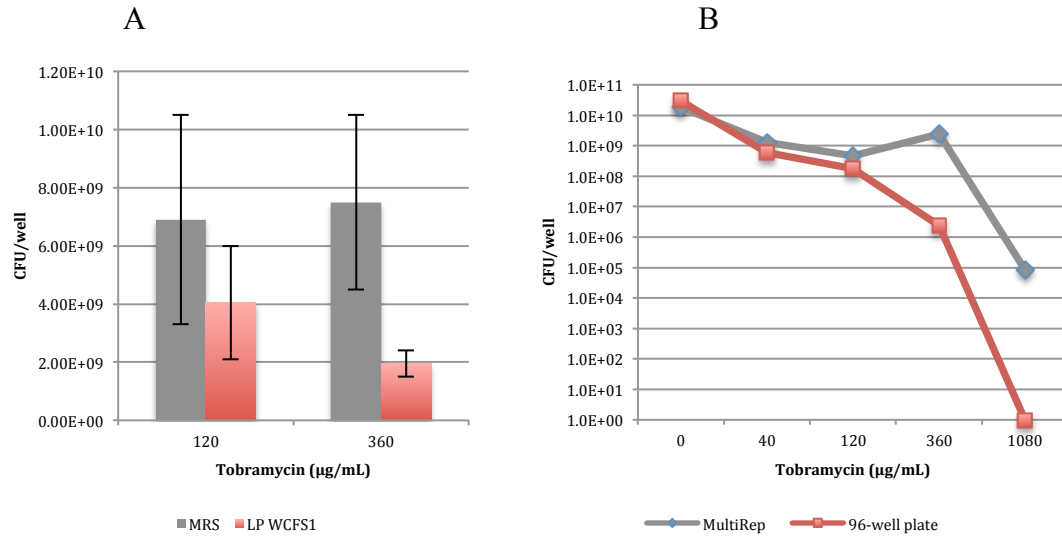 A
1.20E+10
1.00E+10
8.00E+09
6.00E+09
4.00E+09
2.00E+09
0.00E+00
CFU/well
120
360
Tobramycin (µg/mL)
MRS
LP WCFS1
B
1.0E+11
1.0E+10
1.0E+09
1.0E+08
1.0E+07
1.0E+06
1.0E+05
1.0E+04
1.0E+03
1.0E+02
1.0E+01
1.0E+00
CFU/well
0
40
120
360
1080
Tobramycin (µg/mL)
MultiRep
96-well plate